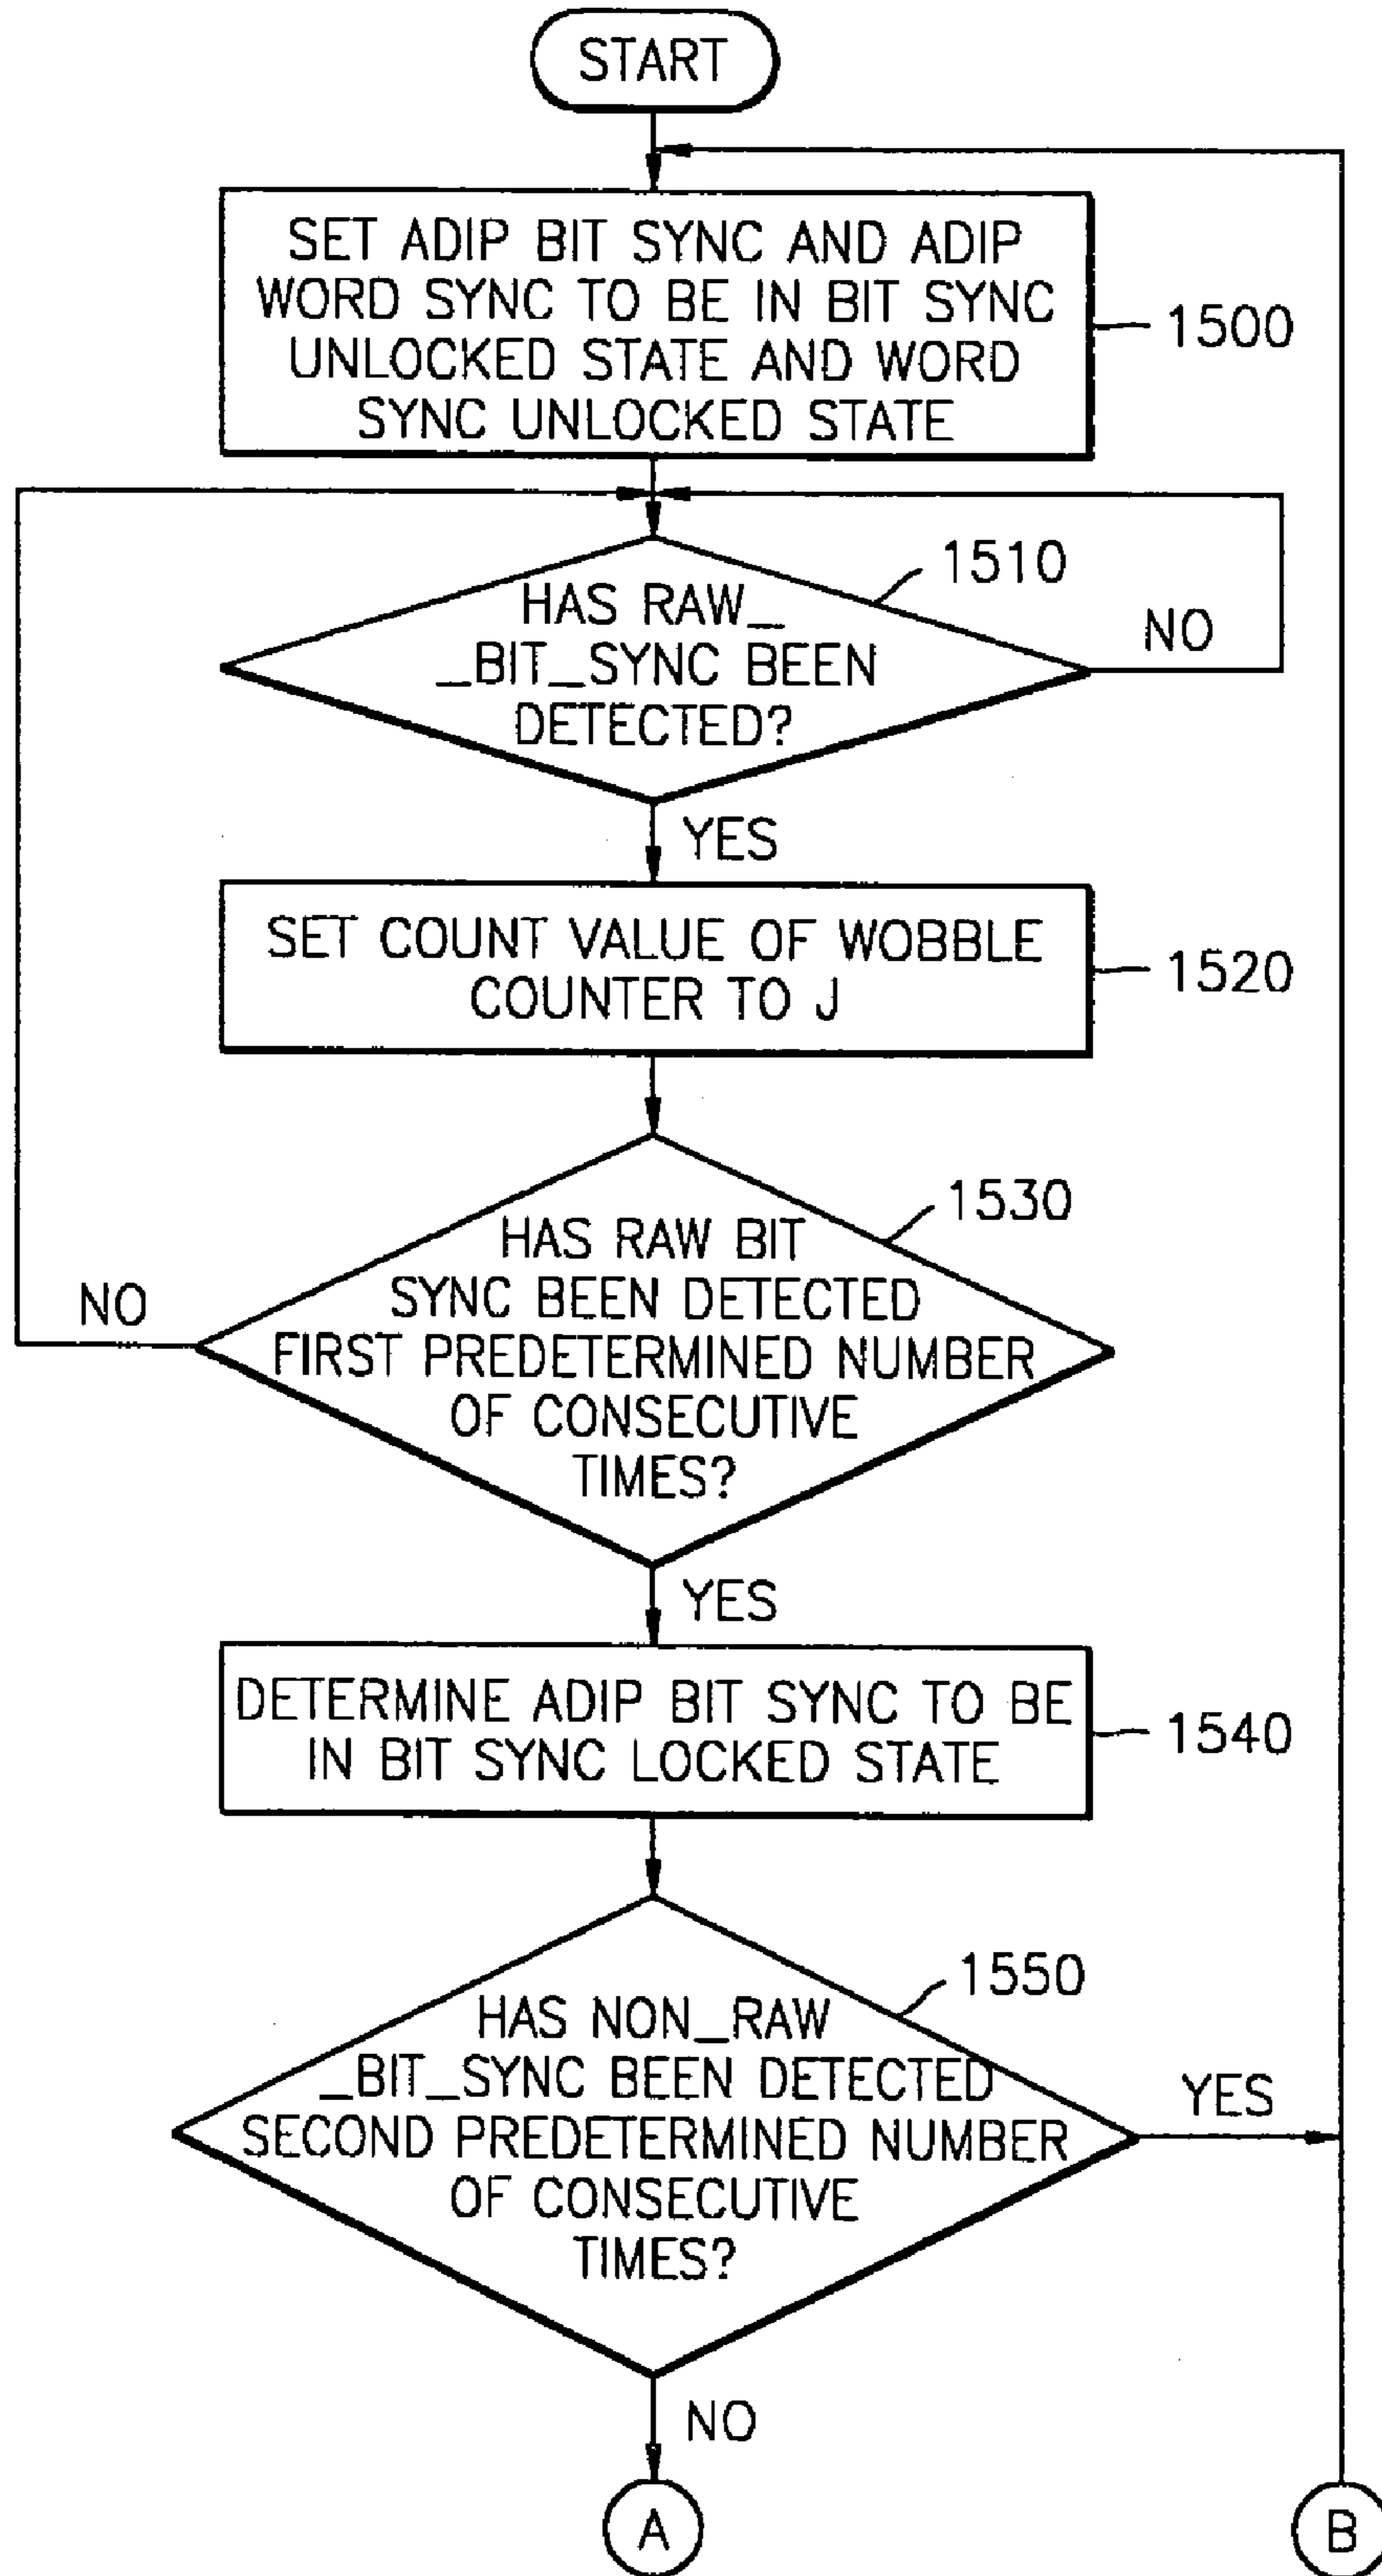 START
SET ADIP BIT SYNC AND ADIP
WORD SYNC TO BE IN BIT SYNC
UNLOCKED STATE AND WORD
SYNC UNLOCKED STATE
1500
1510
HAS RAW_
_BIT_SYNC BEEN
DETECTED?
NO
YES
SET COUNT VALUE OF WOBBLE
COUNTER TO J
1520
1530
HAS RAW BIT
SYNC BEEN DETECTED
FIRST PREDETERMINED NUMBER
OF CONSECUTIVE
TIMES?
NO
YES
DETERMINE ADIP BIT SYNC TO BE
IN BIT SYNC LOCKED STATE
1540
1550
HAS NON_RAW
_BIT_SYNC BEEN DETECTED
SECOND PREDETERMINED NUMBER
OF CONSECUTIVE
TIMES?
YES
NO
A
B